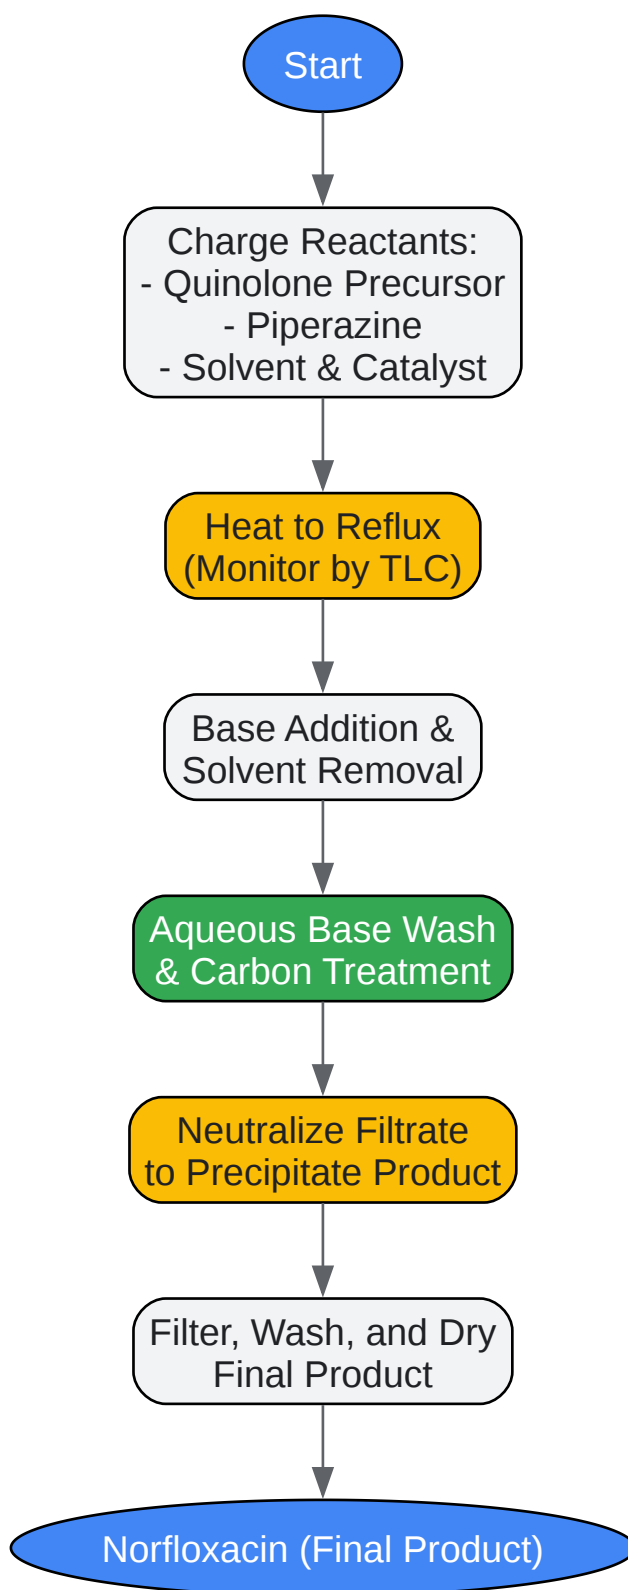 Start
Charge Reactants:
- Quinolone Precursor
- Piperazine
- Solvent & Catalyst
Heat to Reflux
(Monitor by TLC)
Base Addition &
Solvent Removal
Aqueous Base Wash
& Carbon Treatment
Neutralize Filtrate
to Precipitate Product
Filter, Wash, and Dry
Final Product
Norfloxacin (Final Product)